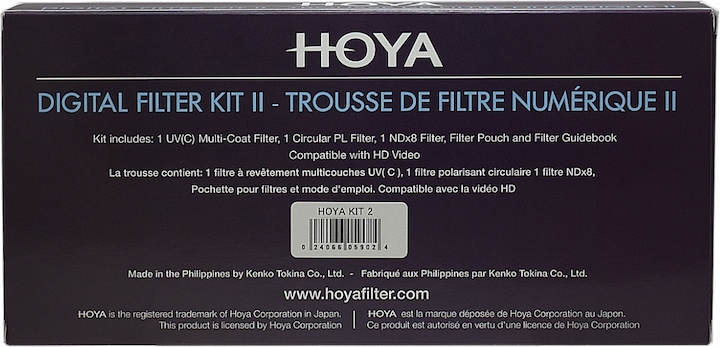 HOYA
DIGITAL FILTER KIT II - TROUSSE DE FILTRE NUMÉRIQUE II
Kit includes: 1 UV(C) Multi-Coat Filter, 1 Circular PL Filter, 1 NDx8 Filter, Filter Pouch and Filter Guidebook
Compatible with HD Video
La trousse contient: 1 filtre à revêtement multicouches UV( C ), 1 filtre polarisant circulaire 1 filtre NDx8,
Pochette pour filtres et mode d'emploi. Compatible avec la vidéo HD
HOYA KIT 2
0 24066 05902 4
Made in the Philippines by Kenko Tokina Co., Ltd. - Fabriqué aux Philippines par Kenko Tokina Co., Ltd.
www.hoyafilter.com
HOYA is the registered trademark of Hoya Corporation in Japan.
This product is licensed by Hoya Corporation
HOYA est la marque déposée de Hoya Corporation au Japon.
Ce produit est autorisé en vertu d'une licence de Hoya Corporation